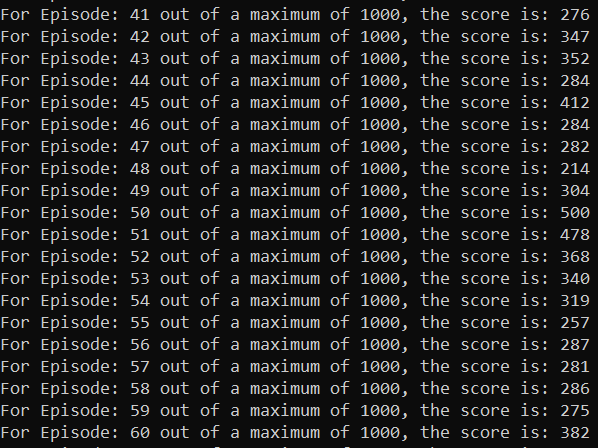 For Episode: 41 out of a maximum of 1000, the score is: 276
For Episode: 42 out of a maximum of 1000, the score is: 347
For Episode: 43 out of a maximum of 1000, the score is: 352
For Episode: 44 out of a maximum of 1000, the score is: 284
For Episode: 45 out of a maximum of 1000, the score is: 412
For Episode: 46 out of a maximum of 1000, the score is: 284
For Episode: 47 out of a maximum of 1000, the score is: 282
For Episode: 48 out of a maximum of 1000, the score is: 214
For Episode: 49 out of a maximum of 1000, the score is: 304
For Episode: 50 out of a maximum of 1000, the score is: 500
For Episode: 51 out of a maximum of 1000, the score is: 478
For Episode: 52 out of a maximum of 1000, the score is: 368
For Episode: 53 out of a maximum of 1000, the score is: 340
For Episode: 54 out of a maximum of 1000, the score is: 319
For Episode: 55 out of a maximum of 1000, the score is: 257
For Episode: 56 out of a maximum of 1000, the score is: 287
For Episode: 57 out of a maximum of 1000, the score is: 281
For Episode: 58 out of a maximum of 1000, the score is: 286
For Episode: 59 out of a maximum of 1000, the score is: 275
For Episode: 60 out of a maximum of 1000, the score is: 382